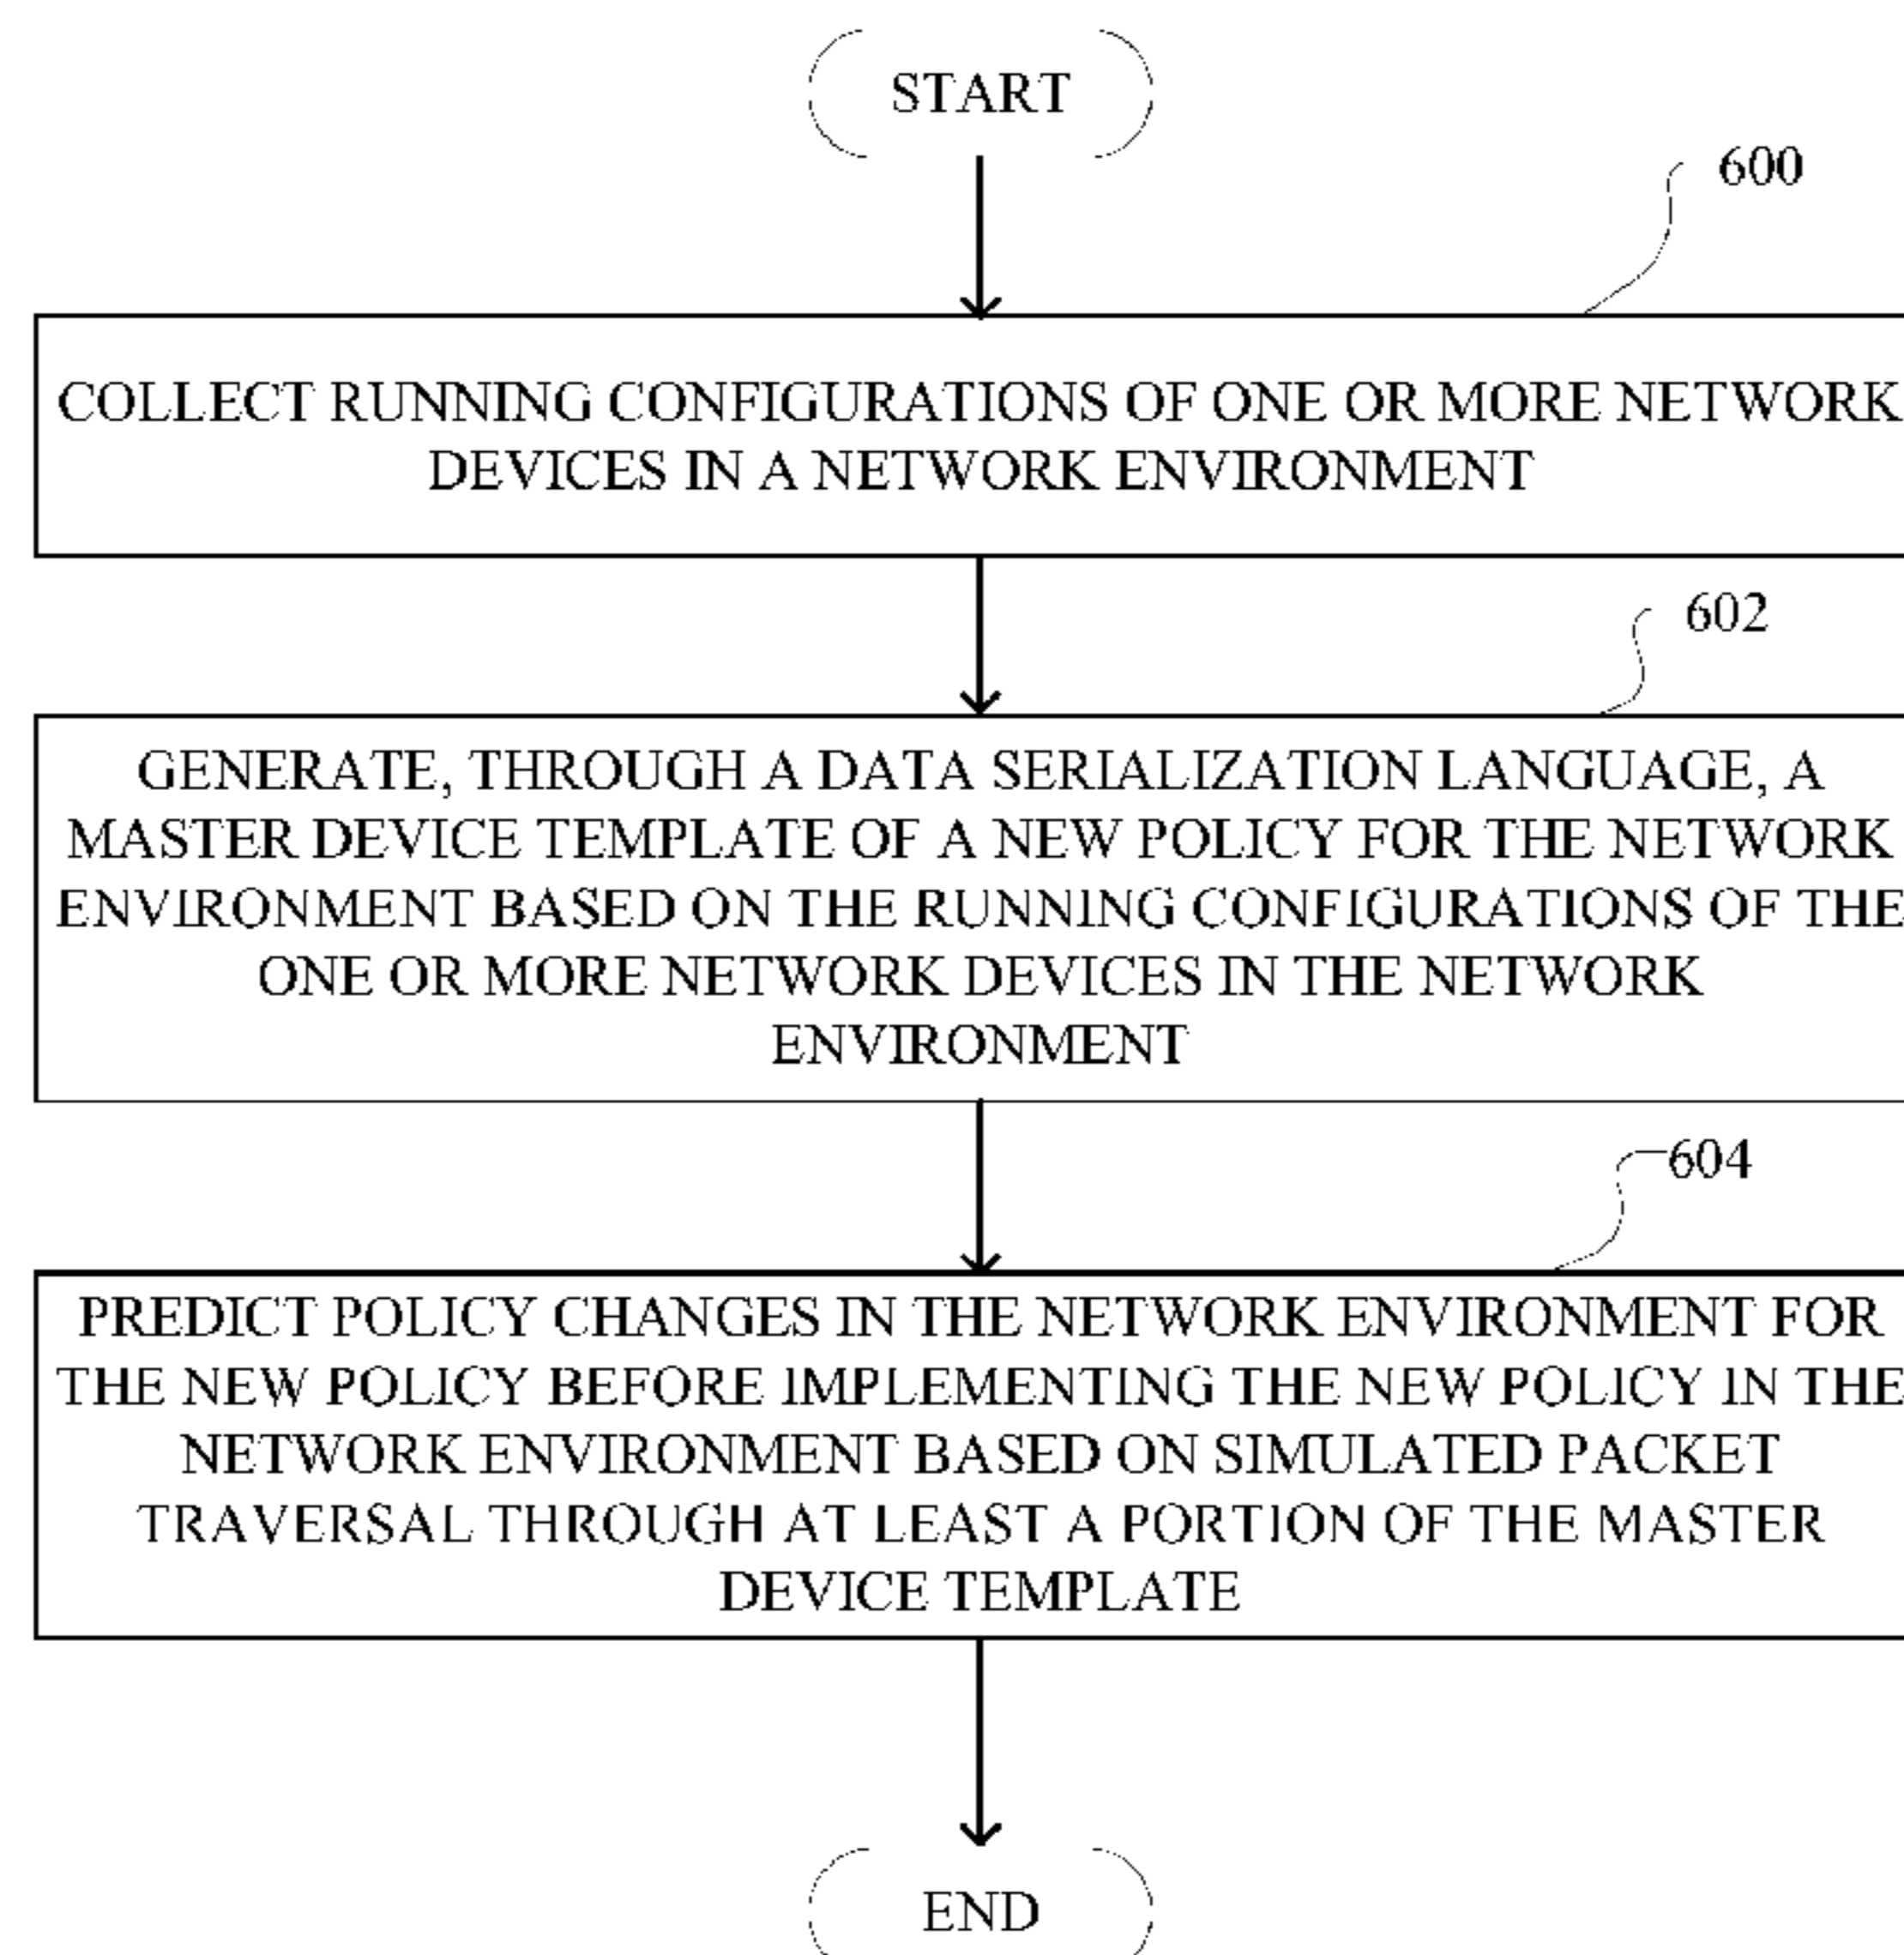 START
600
COLLECT RUNNING CONFIGURATIONS OF ONE OR MORE NETWORK
DEVICES IN A NETWORK ENVIRONMENT
602
GENERATE, THROUGH A DATA SERIALIZATION LANGUAGE, A
MASTER DEVICE TEMPLATE OF A NEW POLICY FOR THE NETWORK
ENVIRONMENT BASED ON THE RUNNING CONFIGURATIONS OF THE
ONE OR MORE NETWORK DEVICES IN THE NETWORK
ENVIRONMENT
604
PREDICT POLICY CHANGES IN THE NETWORK ENVIRONMENT FOR
THE NEW POLICY BEFORE IMPLEMENTING THE NEW POLICY IN THE
NETWORK ENVIRONMENT BASED ON SIMULATED PACKET
TRAVERSAL THROUGH AT LEAST A PORTION OF THE MASTER
DEVICE TEMPLATE
END